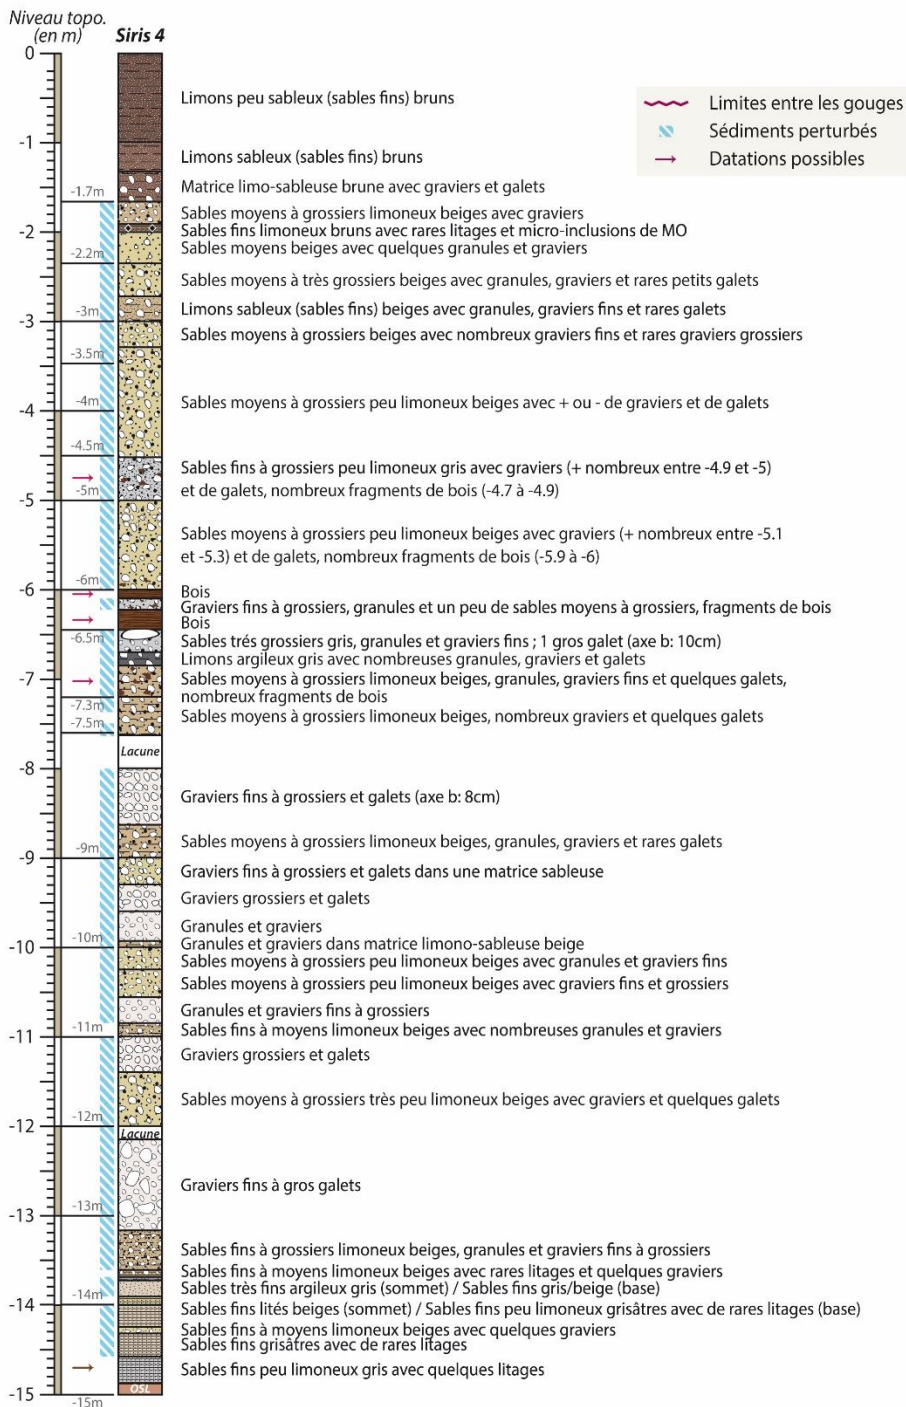 Niveau topo.
(en m)
Siris 4
0
Limons peu sableux (sables fins) bruns
Limites entre les gouges
Sédiments perturbés
Datations possibles
-1
Limons sableux (sables fins) bruns
Matrice limo-sableuse brune avec graviers et galets
-1.7m
Sables moyens à grossiers limoneux beiges avec graviers
Sables fins limoneux bruns avec rares litages et micro-inclusions de MO
-2
Sables moyens beiges avec quelques granules et graviers
-2.2m
Sables moyens à très grossiers beiges avec granules, graviers et rares petits galets
Limons sableux (sables fins) beiges avec granules, graviers fins et rares galets
-3m
-3
Sables moyens à grossiers beiges avec nombreux graviers fins et rares graviers grossiers
-3.5m
-4m
Sables moyens à grossiers peu limoneux beiges avec + ou - de graviers et de galets
-4
-4.5m
Sables fins à grossiers peu limoneux gris avec graviers (+ nombreux entre -4.9 et -5)
et de galets, nombreux fragments de bois (-4.7 à -4.9)
-5m
-5
Sables moyens à grossiers peu limoneux beiges avec graviers (+ nombreux entre -5.1
et -5.3) et de galets, nombreux fragments de bois (-5.9 à -6)
-6m
-6
Bois
Graviers fins à grossiers, granules et un peu de sables moyens à grossiers, fragments de bois
Bois
-6.5m
Sables trés grossiers gris, granules et graviers fins ; 1 gros galet (axe b: 10cm)
Limons argileux gris avec nombreuses granules, graviers et galets
-7
Sables moyens à grossiers limoneux beiges, granules, graviers fins et quelques galets,
nombreux fragments de bois
-7.3m
Sables moyens à grossiers limoneux beiges, nombreux graviers et quelques galets
-7.5m
Lacune
-8
Graviers fins à grossiers et galets (axe b: 8cm)
Sables moyens à grossiers limoneux beiges, granules, graviers et rares galets
-9m
-9
Graviers fins à grossiers et galets dans une matrice sableuse
Graviers grossiers et galets
Granules et graviers
-10m
Granules et graviers dans matrice limono-sableuse beige
-10
Sables moyens à grossiers peu limoneux beiges avec granules et graviers fins
Sables moyens à grossiers peu limoneux beiges avec graviers fins et grossiers
Granules et graviers fins à grossiers
-11m
Sables fins à moyens limoneux beiges avec nombreuses granules et graviers
-11
Graviers grossiers et galets
Sables moyens à grossiers très peu limoneux beiges avec graviers et quelques galets
-12m
-12
Lacune
Graviers fins à gros galets
-13m
-13
Sables fins à grossiers limoneux beiges, granules et graviers fins à grossiers
Sables fins à moyens limoneux beiges avec rares litages et quelques graviers
Sables très fins argileux gris (sommet) / Sables fins gris/beige (base)
-14m
-14
Sables fins lités beiges (sommet) / Sables fins peu limoneux grisâtres avec de rares litages (base)
Sables fins à moyens limoneux beiges avec quelques graviers
Sables fins grisâtres avec de rares litages
Sables fins peu limoneux gris avec quelques litages
OSL
-15
-15m